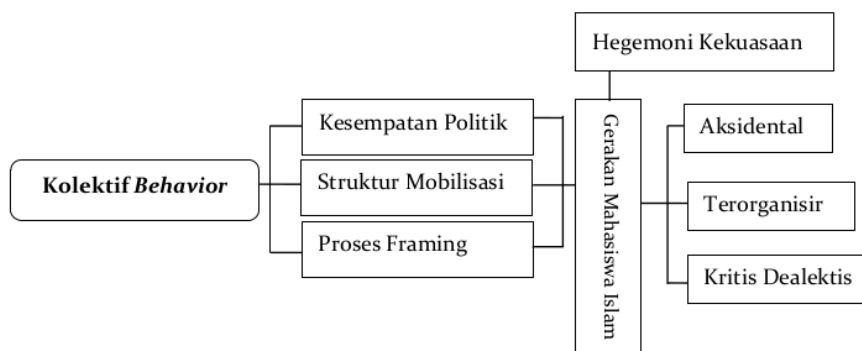 Hegemoni Kekuasaan
Kesempatan Politik
Aksidental
Kolektif Behavior
Struktur Mobilisasi
Gerakan Mahasiswa Islam
Terorganisir
Proses Framing
Kritis Dealektis